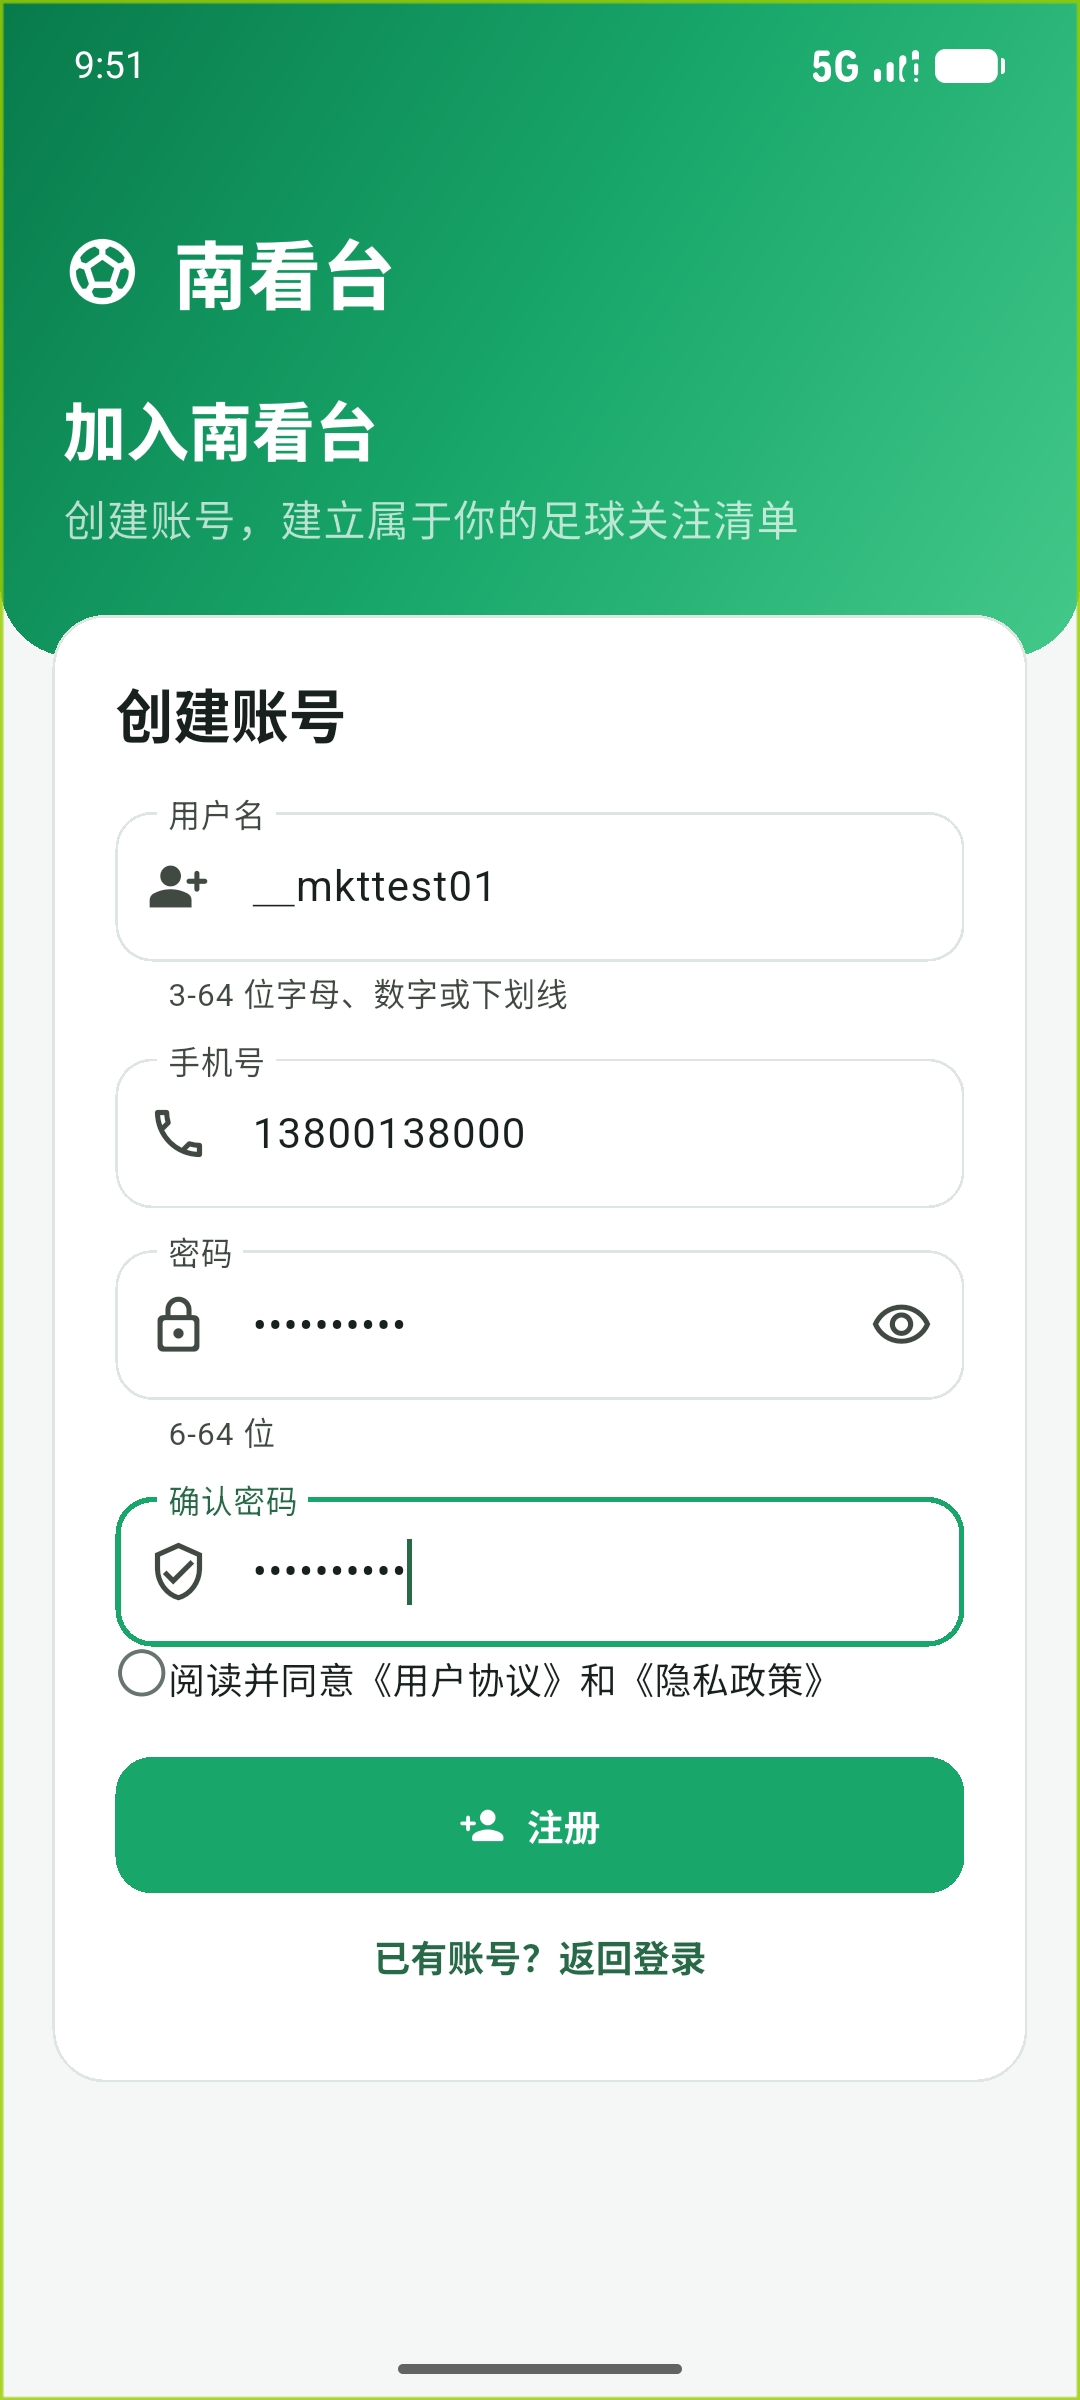 9:51
5G
南看台
加入南看台
创建账号，建立属于你的足球关注清单
创建账号
用户名
__mkttest01
3-64 位字母、数字或下划线
手机号
13800138000
密码
••••••••••
6-64 位
确认密码
••••••••••
阅读并同意《用户协议》和《隐私政策》
注册
已有账号？返回登录